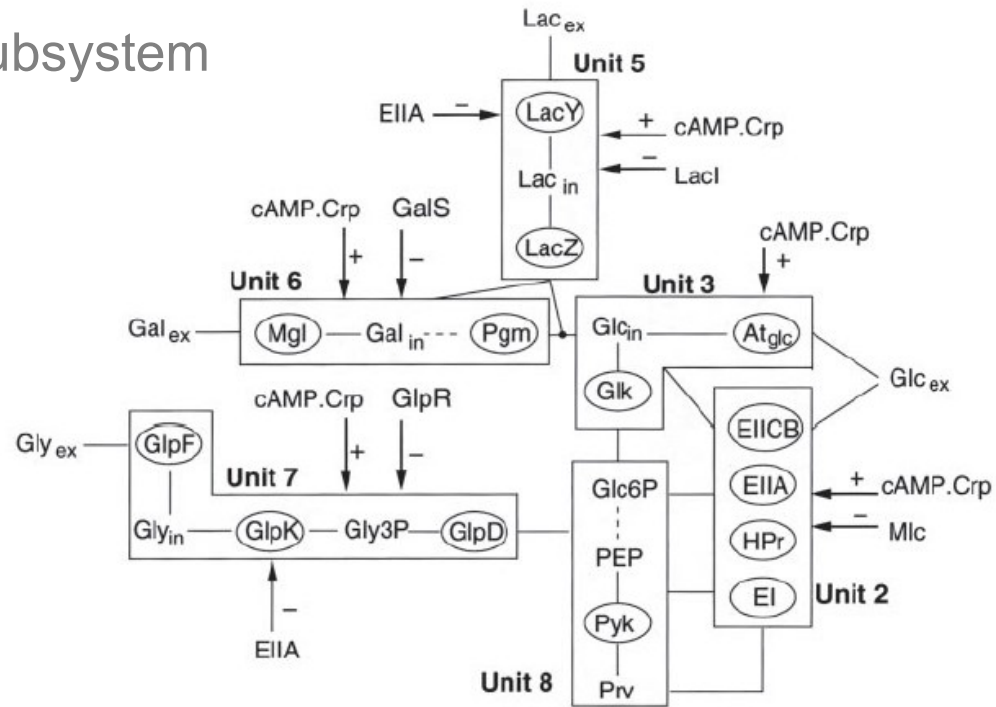 ubsystem
Lac ex
Unit 5
EIIA − LacY + cAMP.Crp
Lac in − LacI
LacZ
cAMP.Crp GalS
+ −
cAMP.Crp
+
Unit 6
Unit 3
Gal ex Mgl Gal in Pgm Glc in At glc
Glk
Glc ex
cAMP.Crp GlpR
+ −
Gly ex GlpF
Unit 7
Gly in GlpK Gly3P GlpD
−
EIIA
EIICB
EIIA + cAMP.Crp
HPr − Mlc
EI Unit 2
Glc6P
PEP
Pyk
Unit 8 Prv